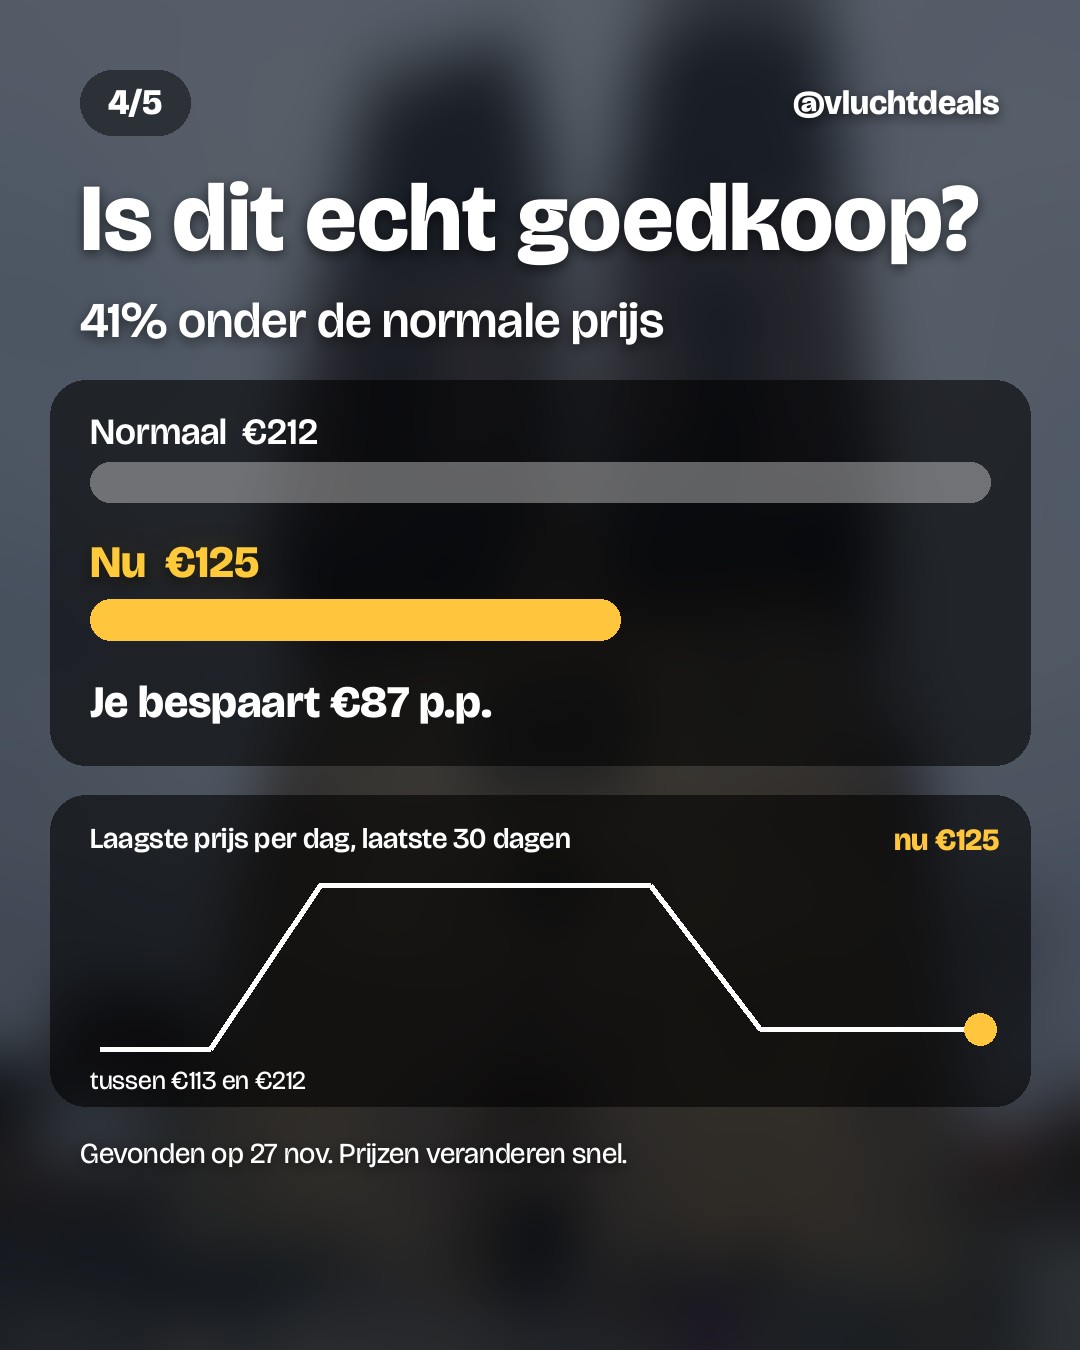 4/5
@vluchtdeals
Is dit echt goedkoop?
41% onder de normale prijs
Normaal €212
Nu €125
Je bespaart €87 p.p.
Laagste prijs per dag, laatste 30 dagen
nu €125
tussen €113 en €212
Gevonden op 27 nov. Prijzen veranderen snel.